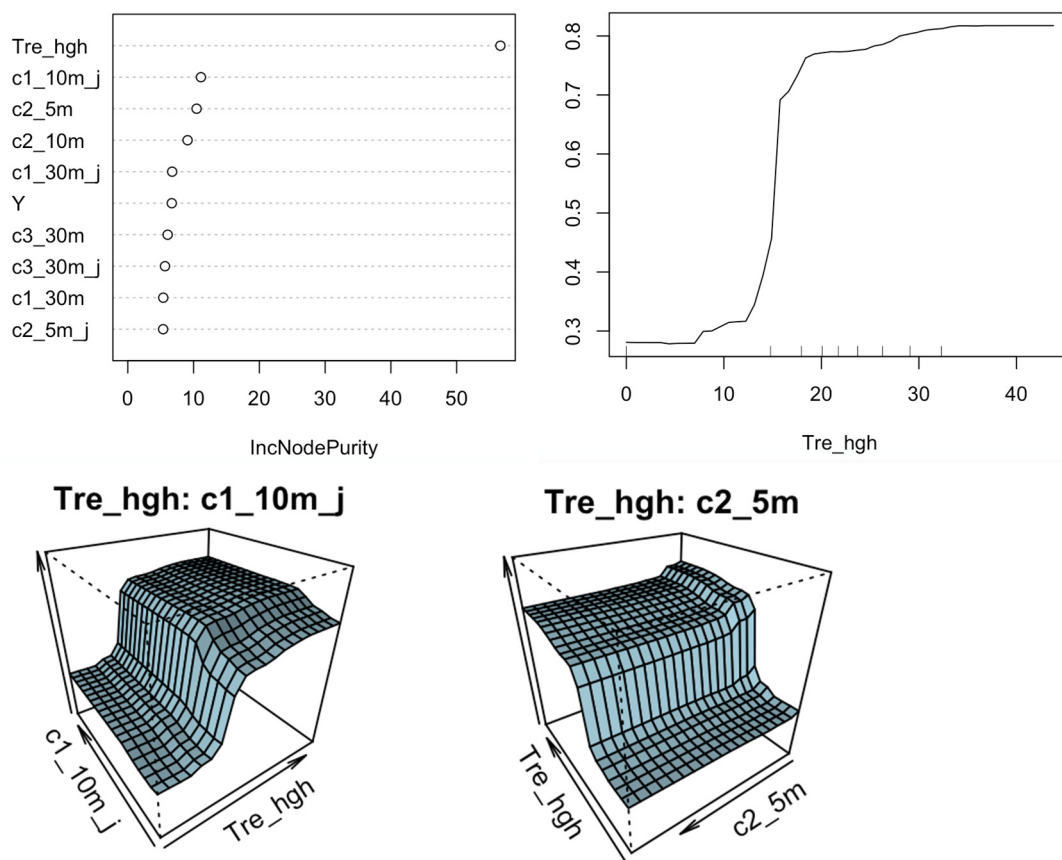 Tre_hgh
c1_10m_j
c2_5m
c2_10m
c1_30m_j
Y
c3_30m
c3_30m_j
c1_30m
c2_5m_j
0 10 20 30 40 50
IncNodePurity
0.8
0.7
0.6
0.5
0.4
0.3
0 10 20 30 40
Tre_hgh
Tre_hgh: c1_10m_j
c1_10m_j
Tre_hgh
Tre_hgh: c2_5m
Tre_hgh
c2_5m